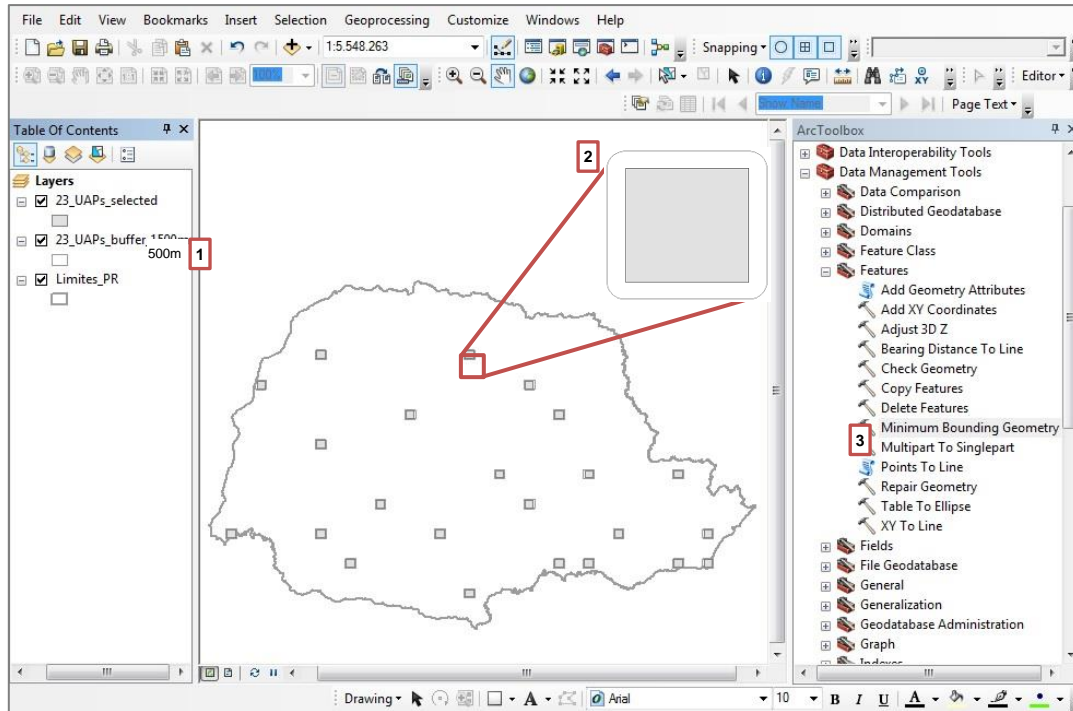 File Edit View Bookmarks Insert Selection Geoprocessing Customize Windows Help
1:5.548.263 Snapping
100% Editor
Show Name Page Text
Table Of Contents
Layers
23_UAPs_selected
23_UAPs_buffer_1500m
500m
1
Limites_PR
2
ArcToolbox
Data Interoperability Tools
Data Management Tools
Data Comparison
Distributed Geodatabase
Domains
Feature Class
Features
Add Geometry Attributes
Add XY Coordinates
Adjust 3D Z
Bearing Distance To Line
Check Geometry
Copy Features
Delete Features
Minimum Bounding Geometry
3
Multipart To Singlepart
Points To Line
Repair Geometry
Table To Ellipse
XY To Line
Fields
File Geodatabase
General
Generalization
Geodatabase Administration
Graph
Indexes
Drawing A Arial 10 B I U A